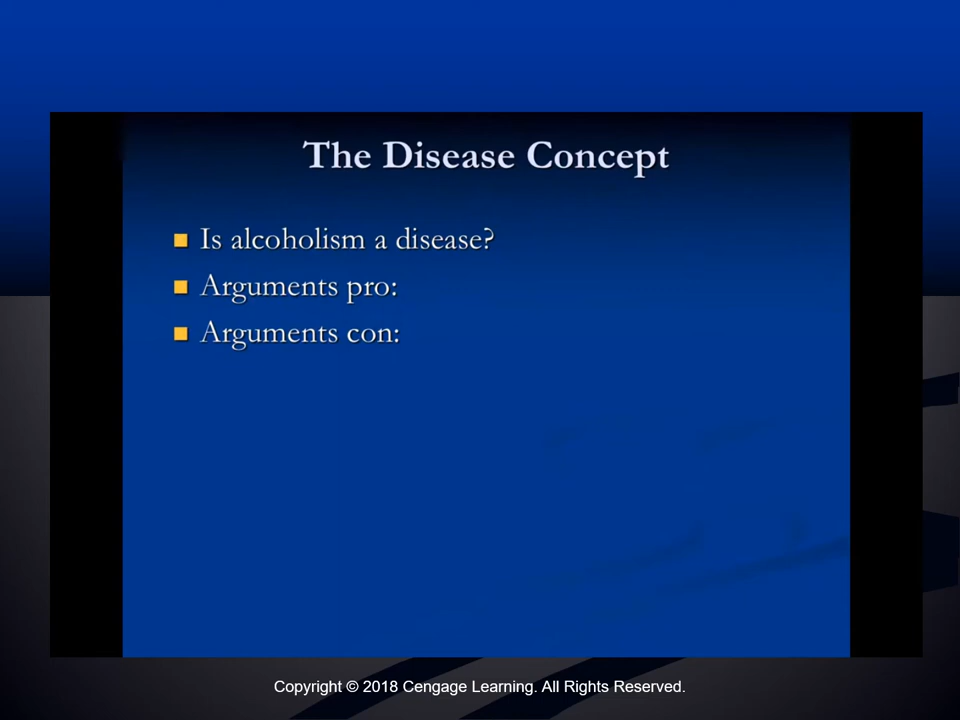 The Disease Concept
Is alcoholism a disease?
Arguments pro:
Arguments con:
Copyright © 2018 Cengage Learning. All Rights Reserved.